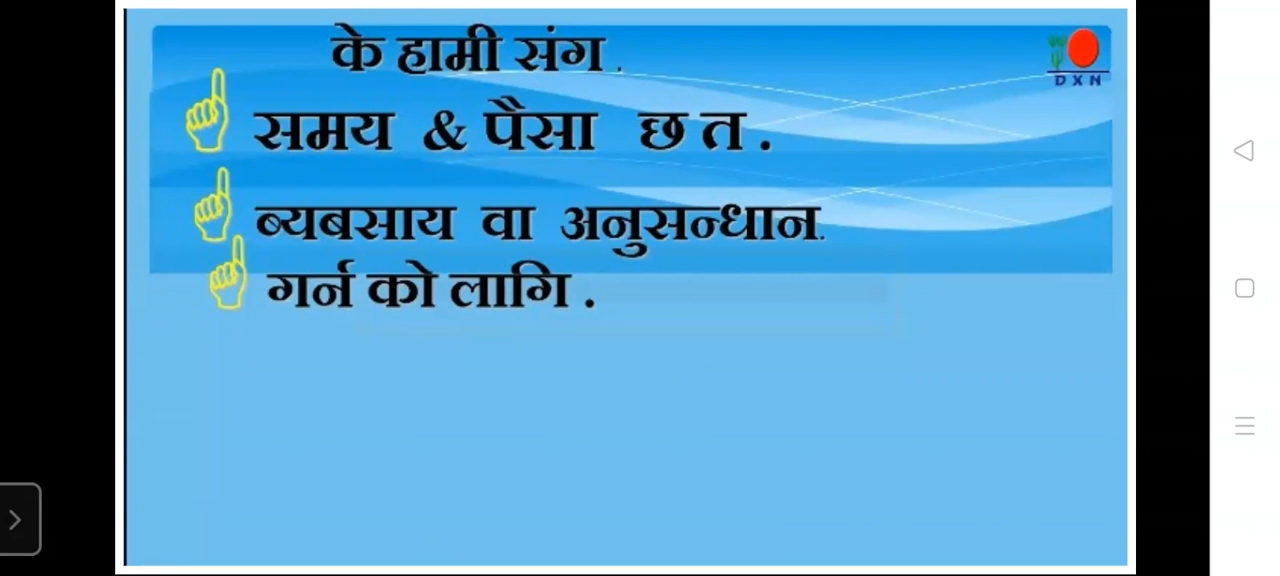 के हामी संग .
DXN
समय & पैसा छ त .
ब्यबसाय वा अनुसन्धान.
गर्न को लागि .